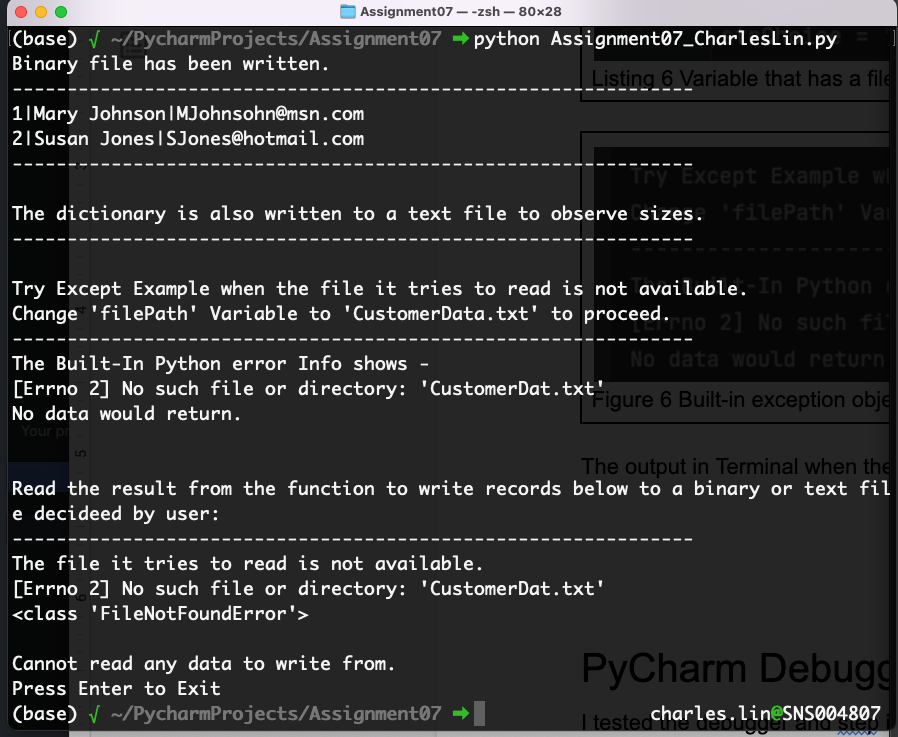 Assignment07 — -zsh — 80×28
(base) √ ~/PycharmProjects/Assignment07 ➡python Assignment07_CharlesLin.py
Binary file has been written.
--------------------------------------------------------------
1|Mary Johnson|MJohnsohn@msn.com
2|Susan Jones|SJones@hotmail.com
--------------------------------------------------------------
The dictionary is also written to a text file to observe sizes.
--------------------------------------------------------------
Try Except Example when the file it tries to read is not available.
Change 'filePath' Variable to 'CustomerData.txt' to proceed.
--------------------------------------------------------------
The Built-In Python error Info shows -
[Errno 2] No such file or directory: 'CustomerDat.txt'
No data would return.
Read the result from the function to write records below to a binary or text fil
e decideed by user:
--------------------------------------------------------------
The file it tries to read is not available.
[Errno 2] No such file or directory: 'CustomerDat.txt'
<class 'FileNotFoundError'>
Cannot read any data to write from.
Press Enter to Exit
(base) √ ~/PycharmProjects/Assignment07 ➡ charles.lin@SNS004807
Listing 6 Variable that has a file
Try Except Example
'filePath' Va
-In Python
[Errno 2] No such fi
No data would return
Figure 6 Built-in exception obje
The output in Terminal when the
PyCharm Debugg
I tested the debugger and step i
Your pr
5